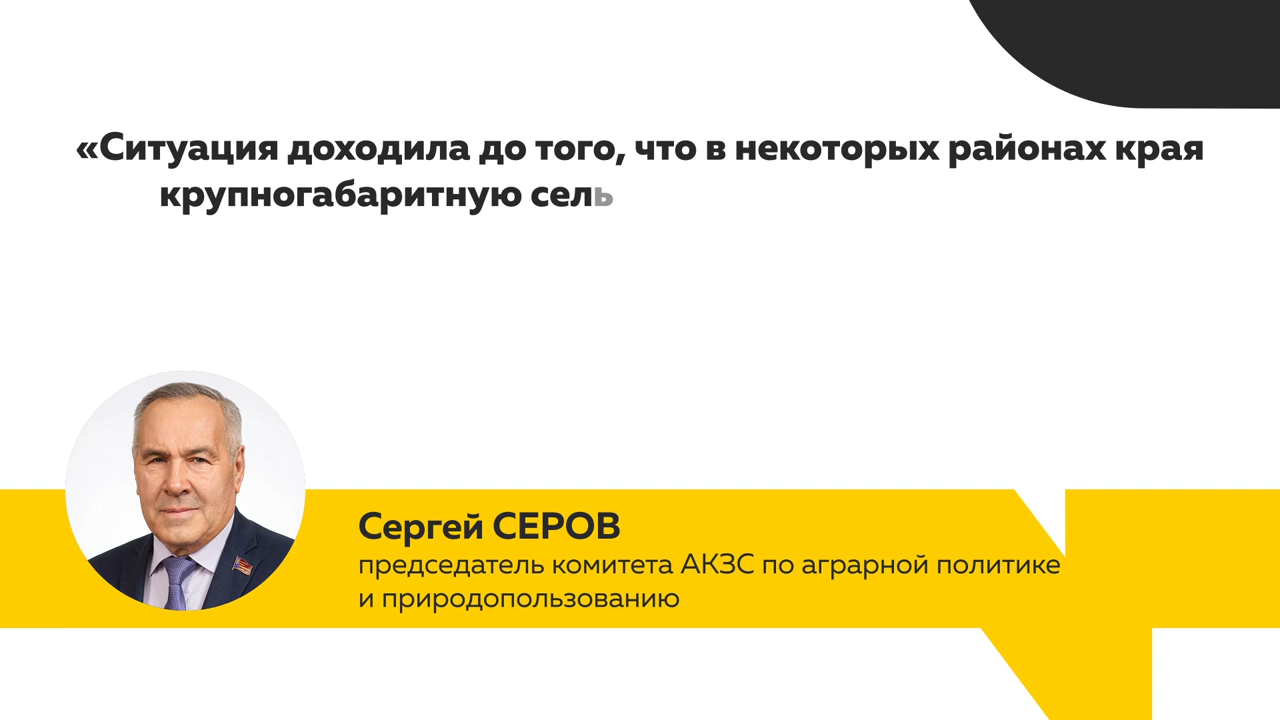 «Ситуация доходила до того, что в некоторых районах края
крупногабаритную сель
Сергей СЕРОВ
председатель комитета АКЗС по аграрной политике
и природопользованию